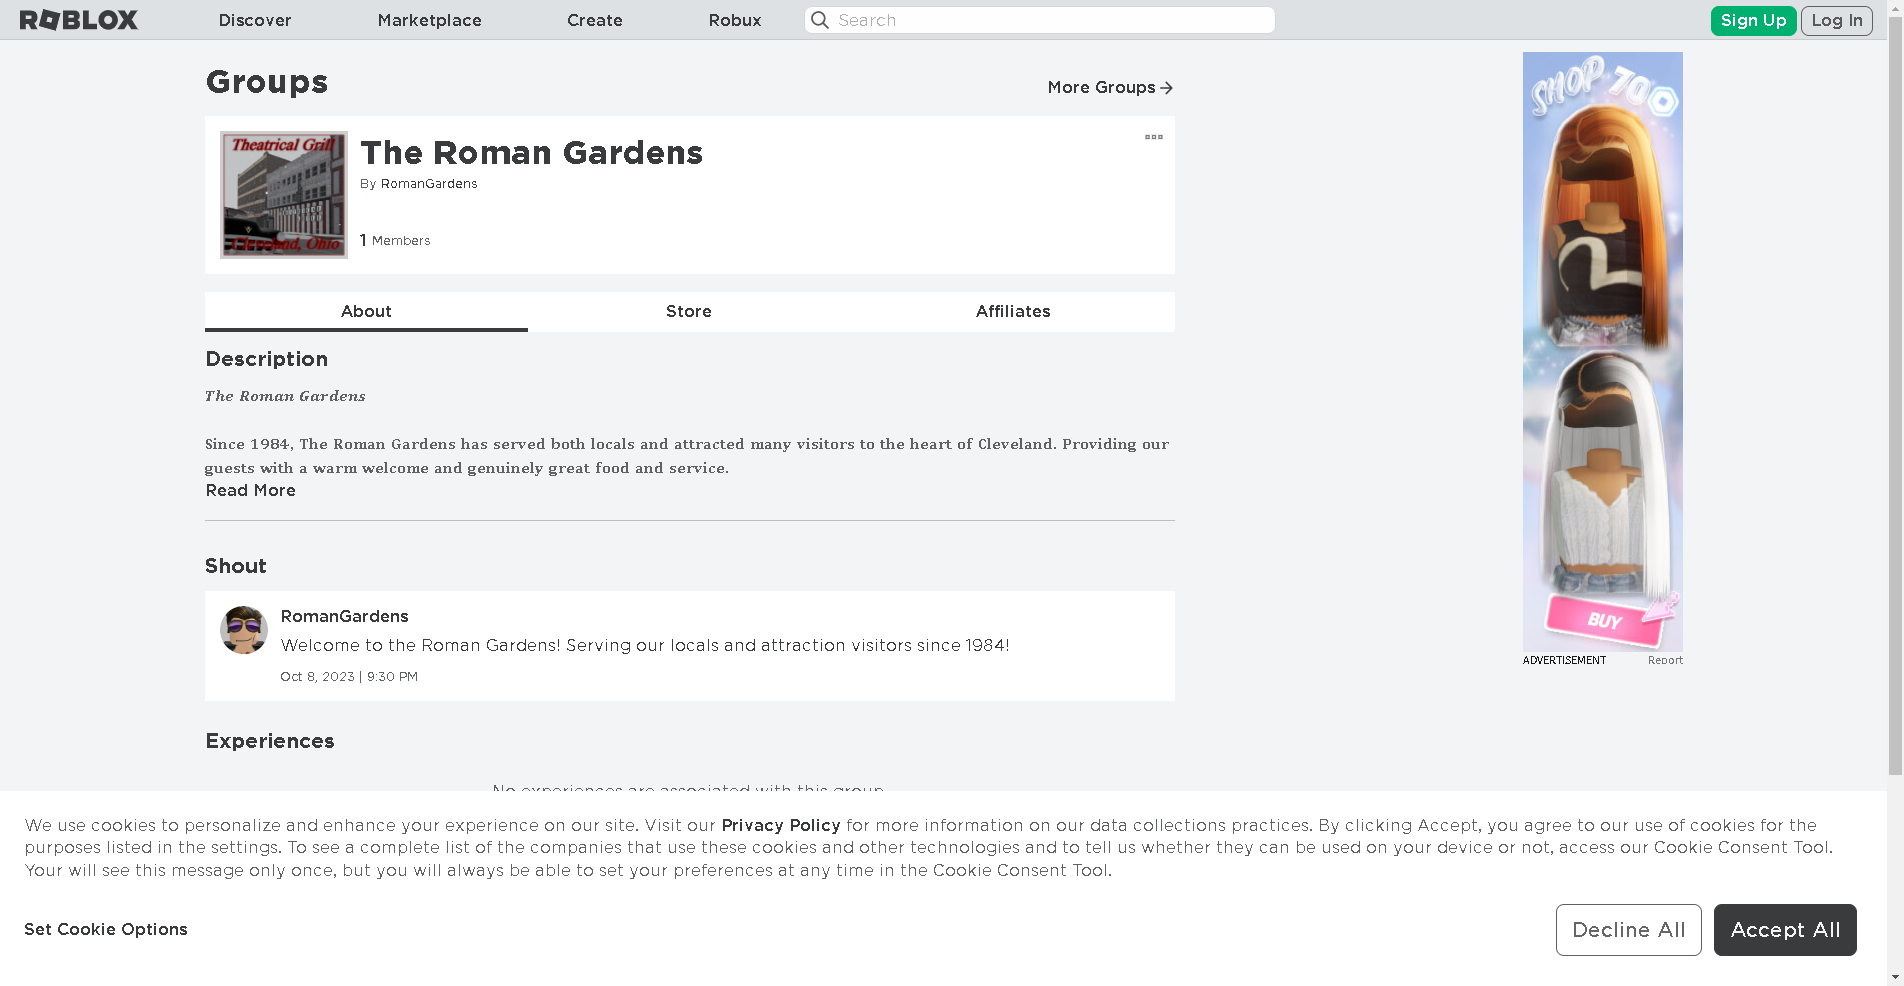 ROBLOX Discover Marketplace Create Robux Search Sign Up Log In
Groups
More Groups
Theatrical Grill
Cleveland, Ohio
The Roman Gardens
By RomanGardens
1 Members
About Store Affiliates
Description
The Roman Gardens
Since 1984, The Roman Gardens has served both locals and attracted many visitors to the heart of Cleveland. Providing our
guests with a warm welcome and genuinely great food and service.
Read More
Shout
RomanGardens
Welcome to the Roman Gardens! Serving our locals and attraction visitors since 1984!
Oct 8, 2023 | 9:30 PM
Experiences
No experiences are associated with this group
SHOP 70
BUY
ADVERTISEMENT Report
We use cookies to personalize and enhance your experience on our site. Visit our Privacy Policy for more information on our data collections practices. By clicking Accept, you agree to our use of cookies for the
purposes listed in the settings. To see a complete list of the companies that use these cookies and other technologies and to tell us whether they can be used on your device or not, access our Cookie Consent Tool.
Your will see this message only once, but you will always be able to set your preferences at any time in the Cookie Consent Tool.
Set Cookie Options
Decline All
Accept All